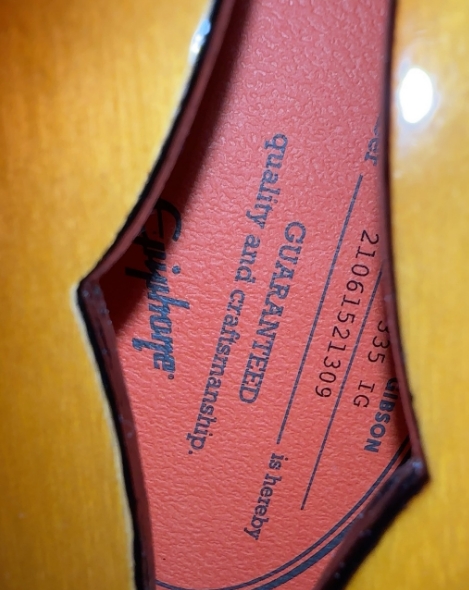 GIBSON
335 IG
21061521309
is hereby
GUARANTEED
quality and craftsmanship.
Epiphone